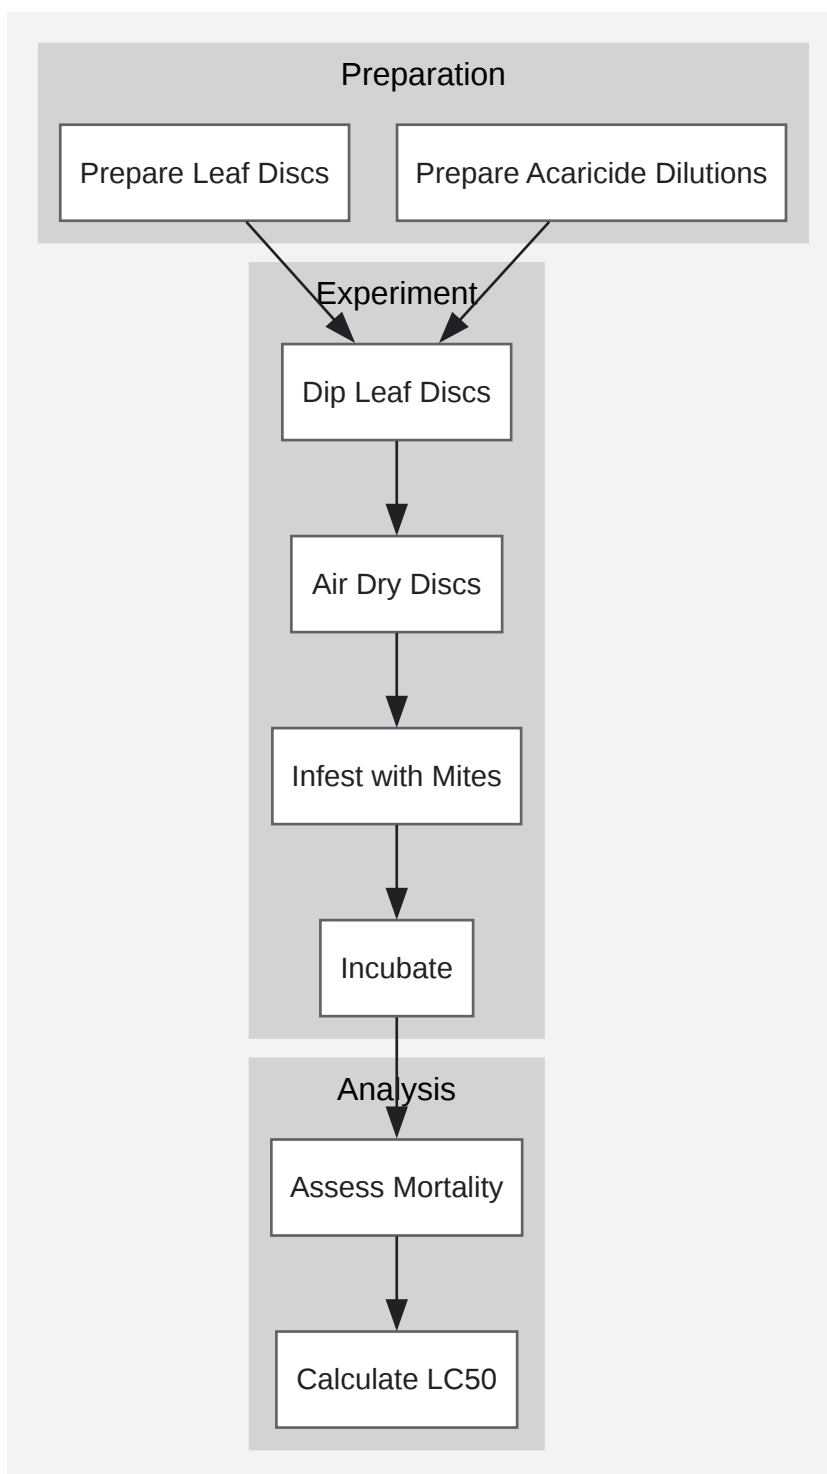 Preparation
Prepare Leaf Discs
Prepare Acaricide Dilutions
Experiment
Dip Leaf Discs
Air Dry Discs
Infest with Mites
Incubate
Analysis
Assess Mortality
Calculate LC50